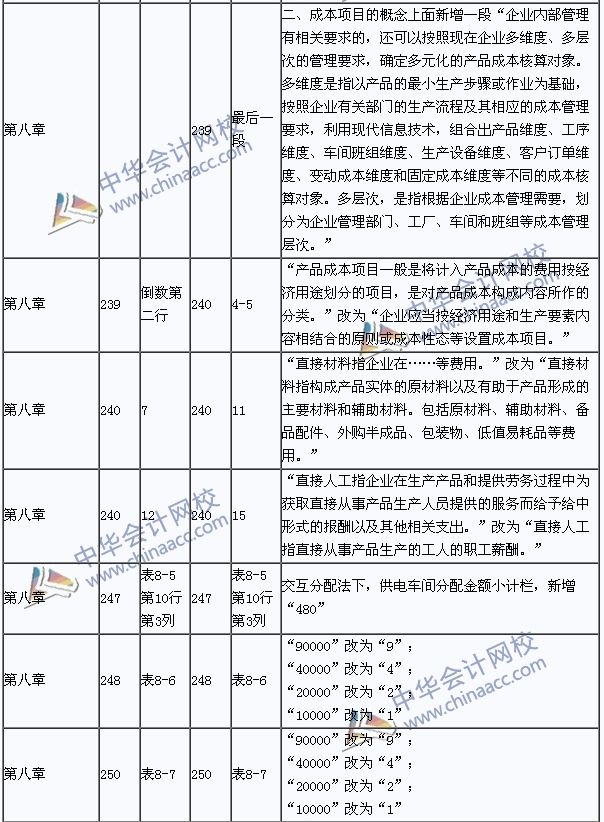 二、成本项目的概念上面新增一段“企业内部管理
有相关要求的，还可以按照现在企业多维度、多层
次的管理要求，确定多元化的产品成本核算对象。
多维度是指以产品的最小生产步骤或作业为基础，
按照企业有关部门的生产流程及其相应的成本管理
要求，利用现代信息技术，组合出产品维度、工序
维度、车间班组维度、生产设备维度、客户订单维
度、变动成本维度和固定成本维度等不同的成本核
算对象。多层次，是指根据企业成本管理需要，划
分为企业管理部门、工厂、车间和班组等成本管理
层次。”
第八章
239
最后一
段
第八章
239
倒数第
二行
240
4-5
“产品成本项目一般是将计入产品成本的费用按经
济用途划分的项目，是对产品成本构成内容所作的
分类。”改为“企业应当按经济用途和生产要素内
容相结合的原则或成本性态等设置成本项目。”
第八章
240
7
240
11
“直接材料指企业在……等费用。”改为“直接材
料指构成产品实体的原材料以及有助于产品形成的
主要材料和辅助材料。包括原材料、辅助材料、备
品配件、外购半成品、包装物、低值易耗品等费
用。”
第八章
240
12
240
15
“直接人工指企业在生产产品和提供劳务过程中为
获取直接从事产品生产人员提供的服务而给予给中
形式的报酬以及其他相关支出。”改为“直接人工
指直接从事产品生产的工人的职工薪酬。”
第八章
247
表8-5
第10行
第3列
247
表8-5
第10行
第3列
交互分配法下，供电车间分配金额小计栏，新增
“480”
第八章
248
表8-6
248
表8-6
“90000”改为“9”；
“40000”改为“4”；
“20000”改为“2”；
“10000”改为“1”
第八章
250
表8-7
250
表8-7
“90000”改为“9”；
“40000”改为“4”；
“20000”改为“2”；
“10000”改为“1”
中华会计网校
www.chinaacc.com
中华会计网校
www.chinaacc.com
中华会计网校
www.chinaacc.com
中华会计网校
www.chinaacc.com